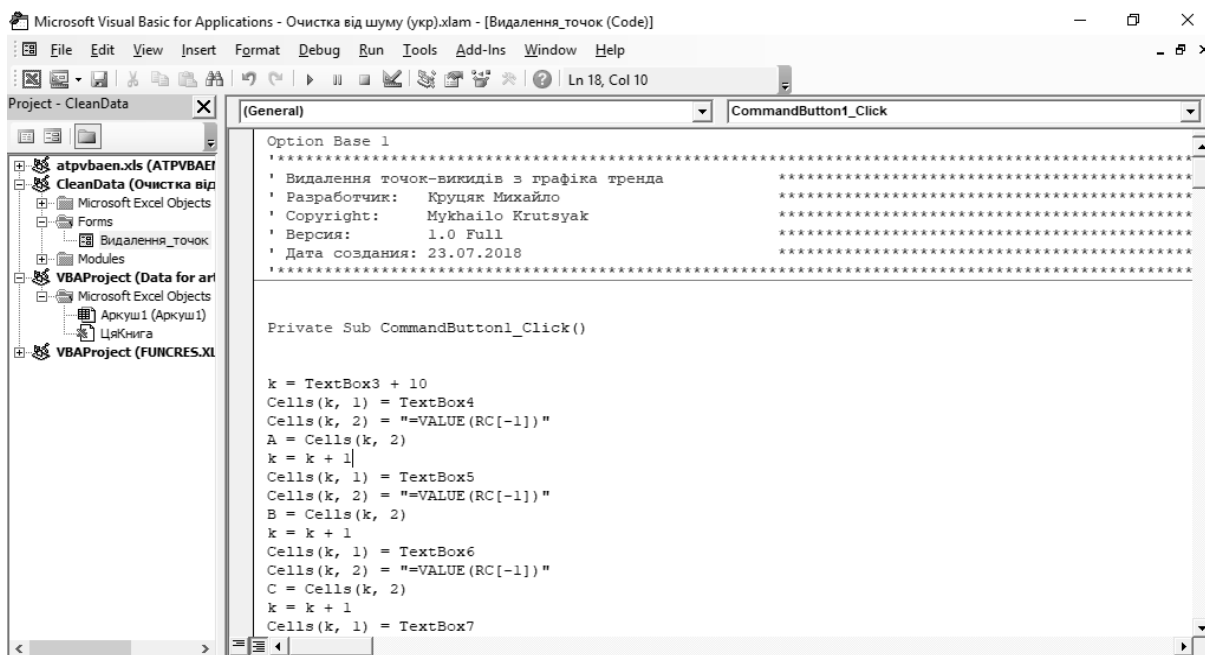 Microsoft Visual Basic for Applications - Очистка від шуму (укр).xlam - [Видалення_точок (Code)]
File Edit View Insert Format Debug Run Tools Add-Ins Window Help
Ln 18, Col 10
Project - CleanData
(General)
CommandButton1_Click
atpvbaen.xls (ATPVBAEN
CleanData (Очистка від
Microsoft Excel Objects
Forms
Видалення_точок
Modules
VBAProject (Data for art
Microsoft Excel Objects
Аркуш1 (Аркуш1)
ЦяКнига
VBAProject (FUNCRES.XL
Option Base 1
' Видалення точок-викидів з графіка тренда
' Разработчик: Круцяк Михайло
' Copyright: Mykhailo Krutsyak
' Версия: 1.0 Full
' Дата создания: 23.07.2018
Private Sub CommandButton1_Click()
k = TextBox3 + 10
Cells(k, 1) = TextBox4
Cells(k, 2) = "=VALUE(RC[-1])"
A = Cells(k, 2)
k = k + 1
Cells(k, 1) = TextBox5
Cells(k, 2) = "=VALUE(RC[-1])"
B = Cells(k, 2)
k = k + 1
Cells(k, 1) = TextBox6
Cells(k, 2) = "=VALUE(RC[-1])"
C = Cells(k, 2)
k = k + 1
Cells(k, 1) = TextBox7